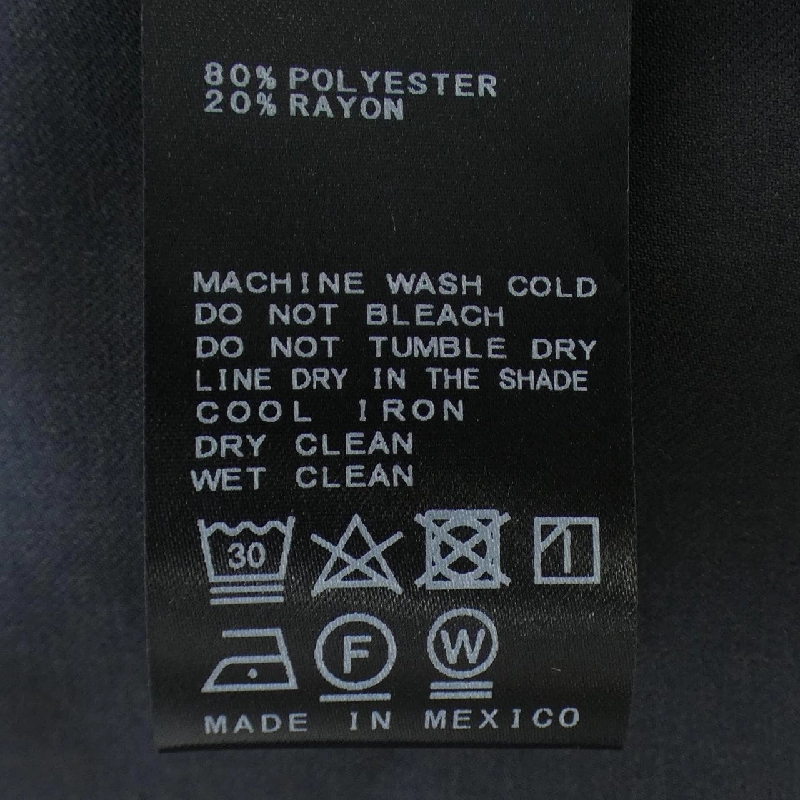 80% POLYESTER
20% RAYON
MACHINE WASH COLD
DO NOT BLEACH
DO NOT TUMBLE DRY
LINE DRY IN THE SHADE
COOL IRON
DRY CLEAN
WET CLEAN
30
F W
MADE IN MEXICO